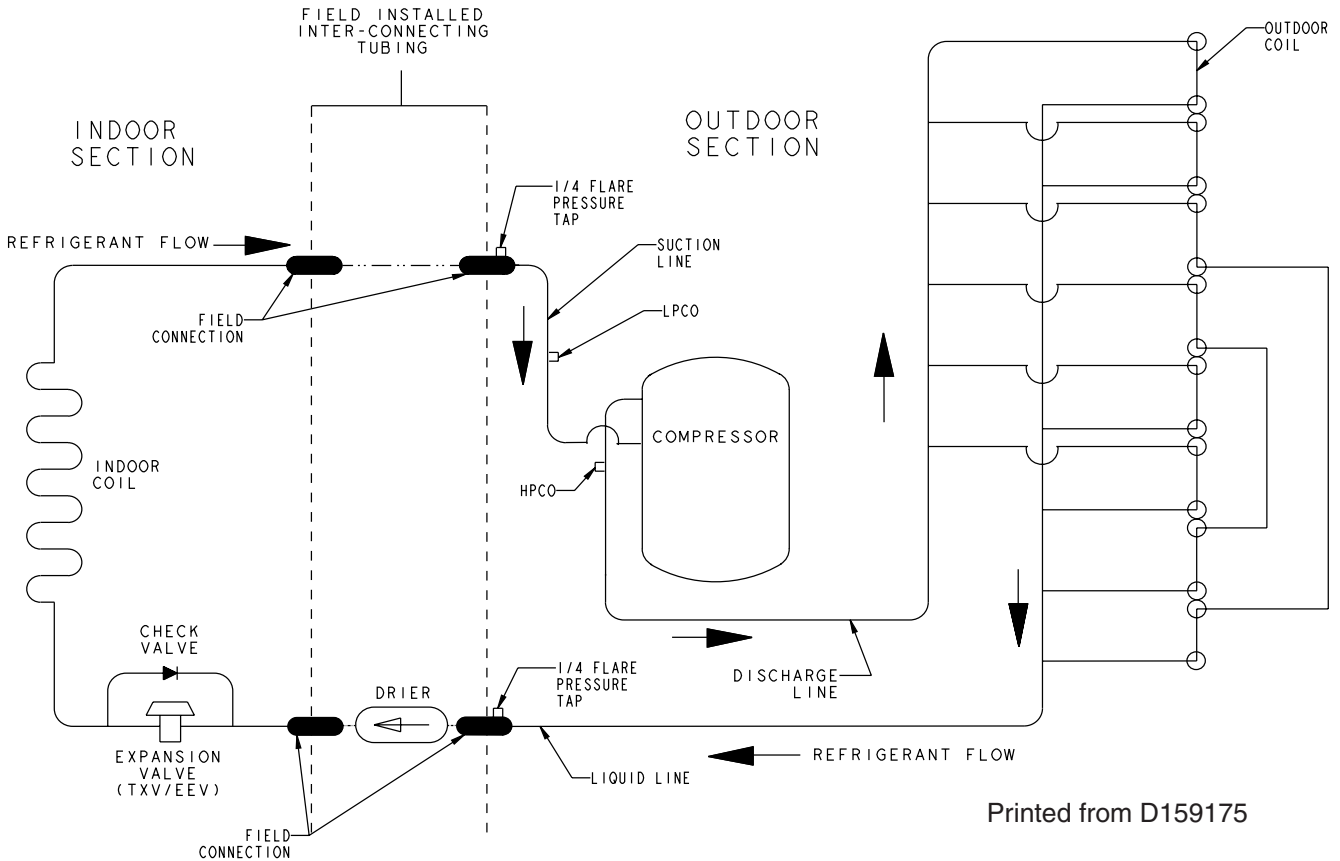 FIELD INSTALLED
INTER-CONNECTING
TUBING
OUTDOOR
COIL
INDOOR
SECTION
OUTDOOR
SECTION
1/4 FLARE
PRESSURE
TAP
REFRIGERANT FLOW
SUCTION
LINE
FIELD
CONNECTION
LPCO
COMPRESSOR
INDOOR
COIL
HPCO
CHECK
VALVE
DRIER
1/4 FLARE
PRESSURE
TAP
DISCHARGE
LINE
EXPANSION
VALVE
(TXV/EEV)
LIQUID LINE
REFRIGERANT FLOW
FIELD
CONNECTION
Printed from D159175